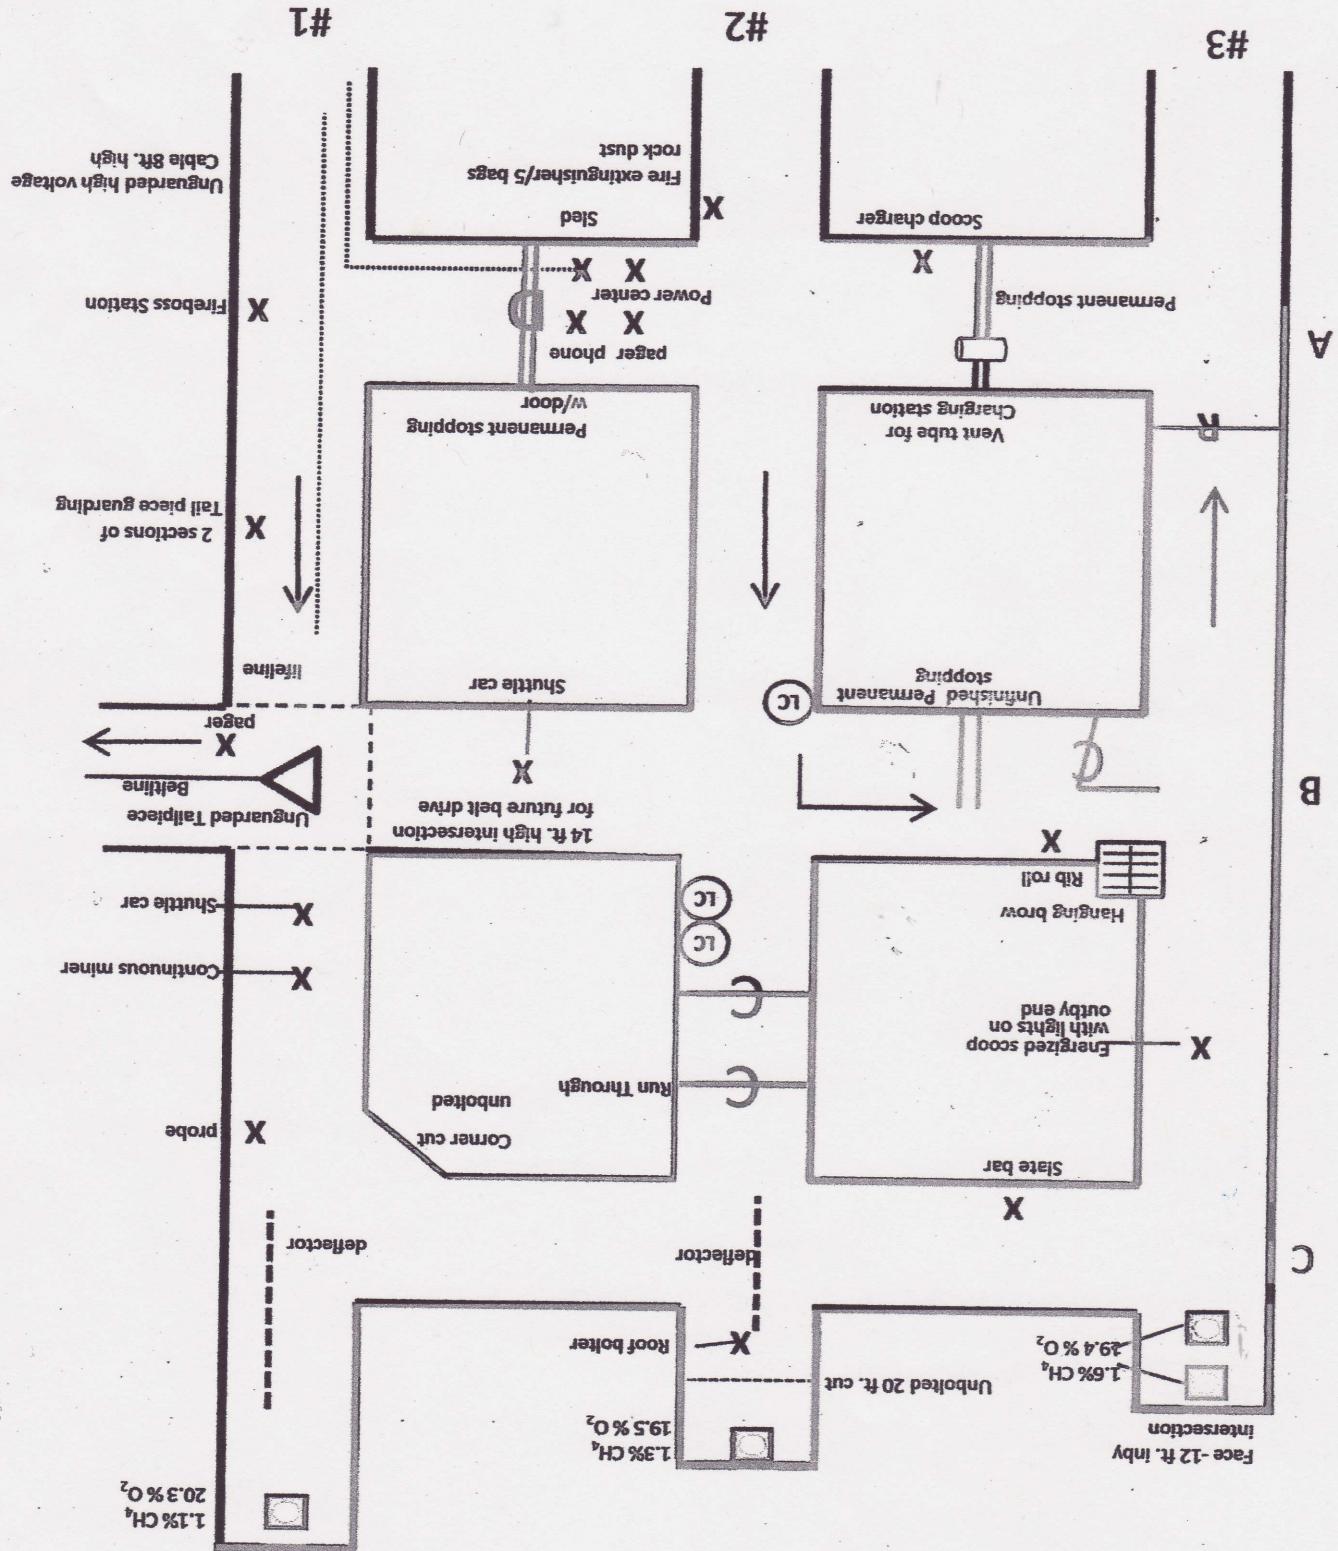 1.1% CH₄
20.3 % O₂
Face -12 ft. inby
intersection
1.6% CH₄
19.4 % O₂
1.3% CH₄
19.5 % O₂
Unbolted 20 ft. cut
X
Roof bolter
C
deflector
deflector
X
Slate bar
Corner cut
unbolted
X
probe
C
Run Through
X
Energized scoop
with lights on
outby end
C
X
Continuous miner
LC
X
Shuttle car
LC
Hanging brow
Rib roll
X
14 ft. high intersection
for future belt drive
Unguarded Tailpiece
Beltline
B
C
X
X
pager
LC
Unfinished Permanent
stopping
Shuttle car
lifeline
X
2 sections of
Tail piece guarding
R
Vent tube for
Charging station
Permanent stopping
w/door
A
pager phone
X
X
D
Power center
X
X
X
Fireboss Station
Permanent stopping
X
Scoop charger
Sled
X
Fire extinguisher/5 bags
rock dust
Unguarded high voltage
Cable 8ft. high
#3
#2
#1